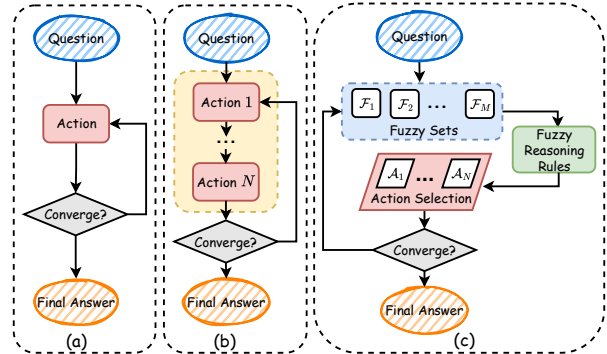 Question
Action
Converge?
Final Answer
(a)
Question
Action 1
...
Action N
Converge?
Final Answer
(b)
Question
F1 F2 ... FM
Fuzzy Sets
Fuzzy
Reasoning
Rules
A1 ... AN
Action Selection
Converge?
Final Answer
(c)